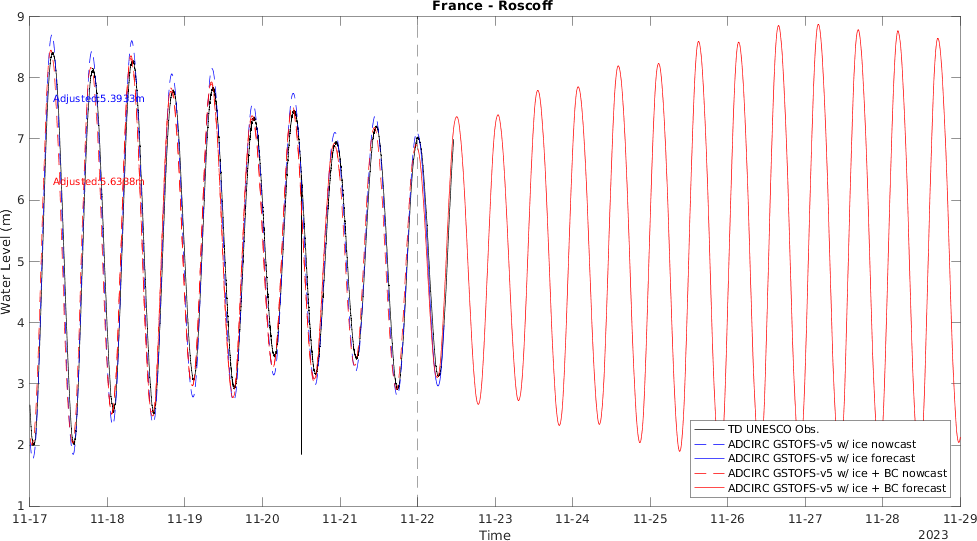 France - Roscoff
9
8
7
6
5
4
3
2
1
Water Level (m)
Adjusted:5.3933m
Adjusted:5.6388m
TD UNESCO Obs.
ADCIRC GSTOFS-v5 w/ ice nowcast
ADCIRC GSTOFS-v5 w/ ice forecast
ADCIRC GSTOFS-v5 w/ ice + BC nowcast
ADCIRC GSTOFS-v5 w/ ice + BC forecast
11-17 11-18 11-19 11-20 11-21 11-22 11-23 11-24 11-25 11-26 11-27 11-28 11-29
Time
2023